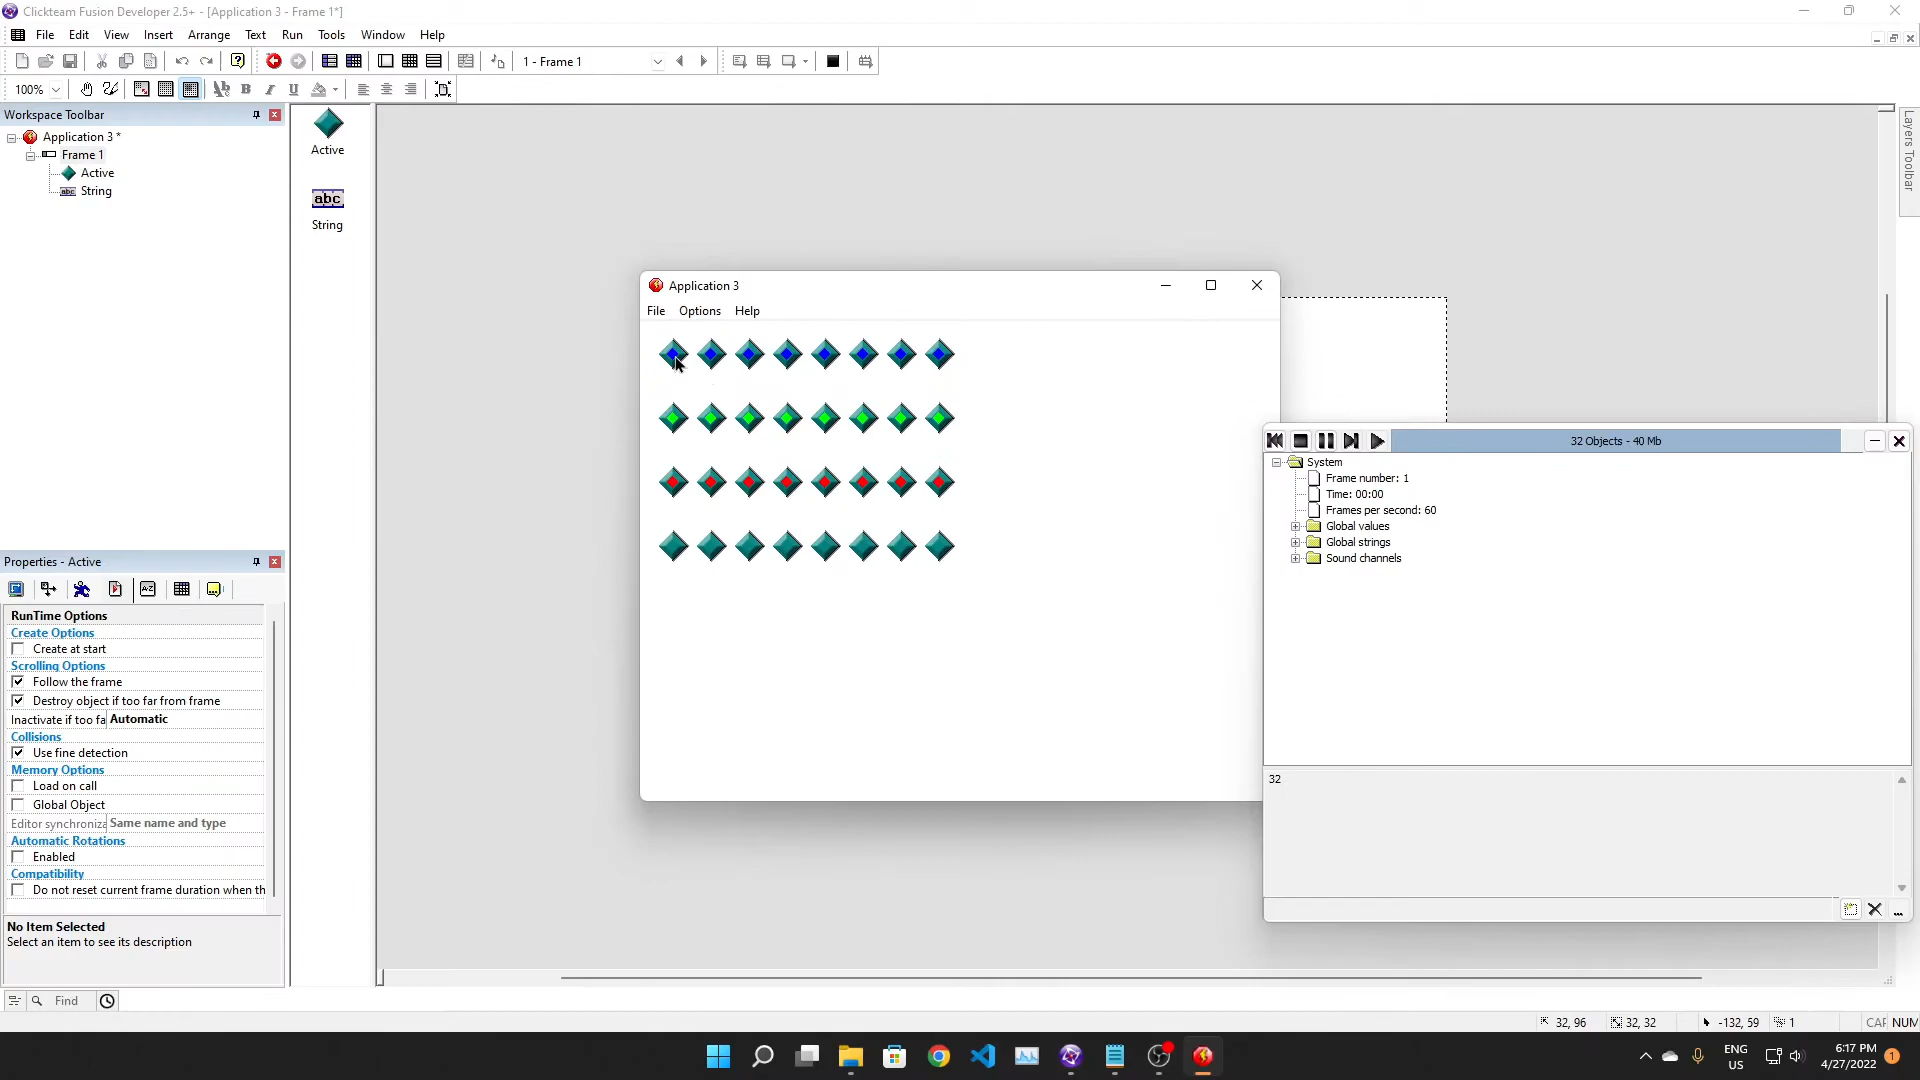 Clickteam Fusion Developer 2.5+ - [Application 3 - Frame 1*]
File Edit View Insert Arrange Text Run Tools Window Help
1 - Frame 1
100%
Workspace Toolbar
Application 3 *
Frame 1
Active
String
Active
abc
String
Layers Toolbar
Application 3
File Options Help
32 Objects - 40 Mb
System
Frame number: 1
Time: 00:00
Frames per second: 60
Global values
Global strings
Sound channels
32
Properties - Active
RunTime Options
Create Options
Create at start
Scrolling Options
Follow the frame
Destroy object if too far from frame
Inactivate if too fa Automatic
Collisions
Use fine detection
Memory Options
Load on call
Global Object
Editor synchroniza Same name and type
Automatic Rotations
Enabled
Compatibility
Do not reset current frame duration when th
No Item Selected
Select an item to see its description
Find
32, 96 32, 32 -132, 59 1 CAF NUM
ENG
US
6:17 PM
4/27/2022
1